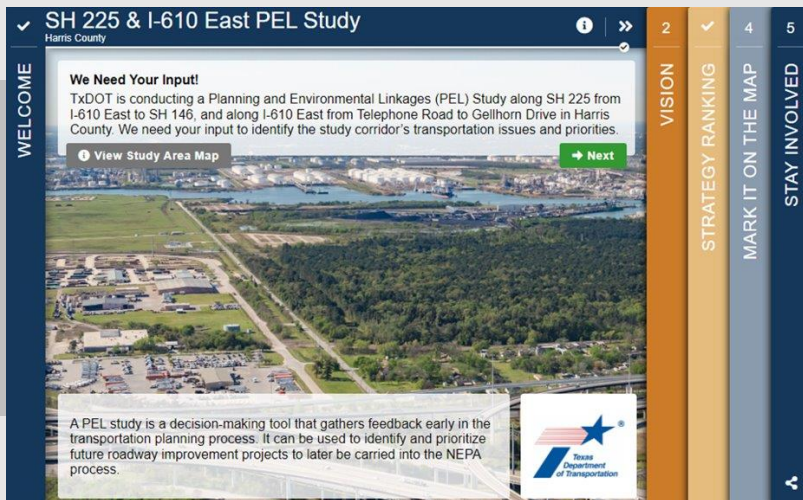 SH 225 & I-610 East PEL Study
Harris County
WELCOME
We Need Your Input!
TxDOT is conducting a Planning and Environmental Linkages (PEL) Study along SH 225 from
I-610 East to SH 146, and along I-610 East from Telephone Road to Gellhorn Drive in Harris
County. We need your input to identify the study corridor's transportation issues and priorities.
View Study Area Map
Next
A PEL study is a decision-making tool that gathers feedback early in the
transportation planning process. It can be used to identify and prioritize
future roadway improvement projects to later be carried into the NEPA
process.
Texas
Department
of Transportation
®
2
VISION
STRATEGY RANKING
4
MARK IT ON THE MAP
5
STAY INVOLVED